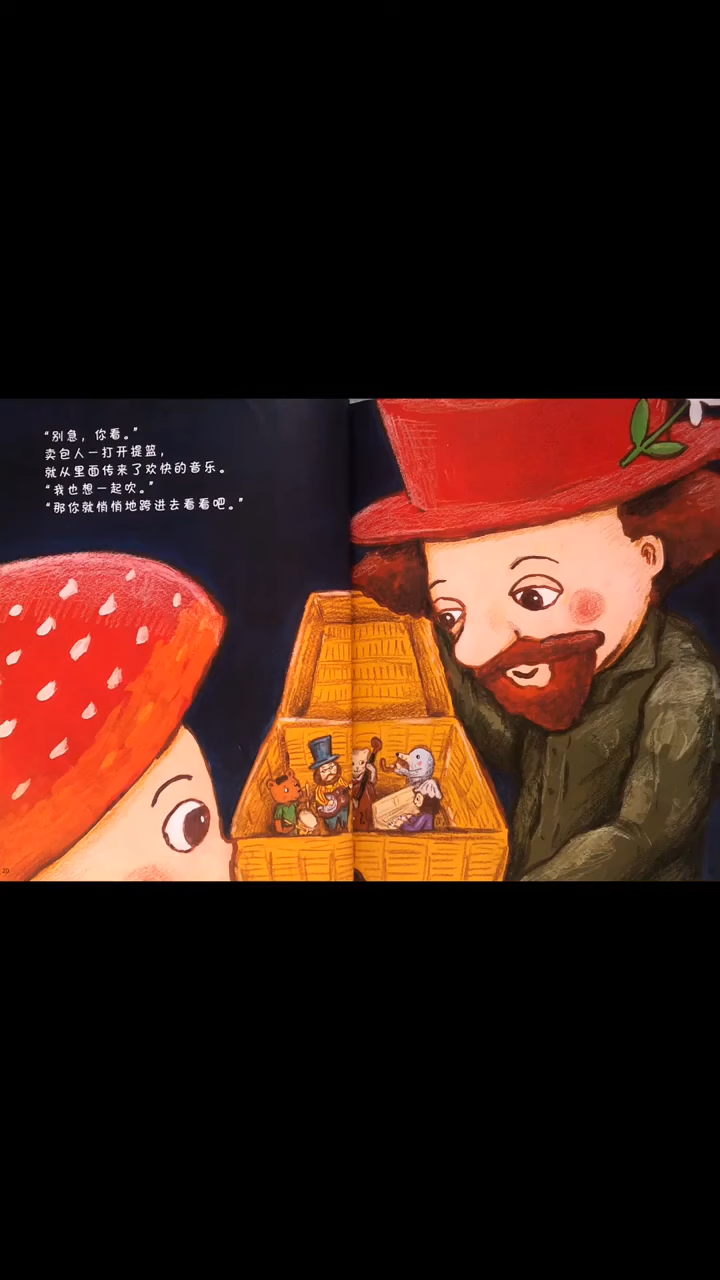 “别急，你看。”
卖包人一打开提篮，
就从里面传来了欢快的音乐。
“我也想一起吹。”
“那你就悄悄地跨进去看看吧。”
20